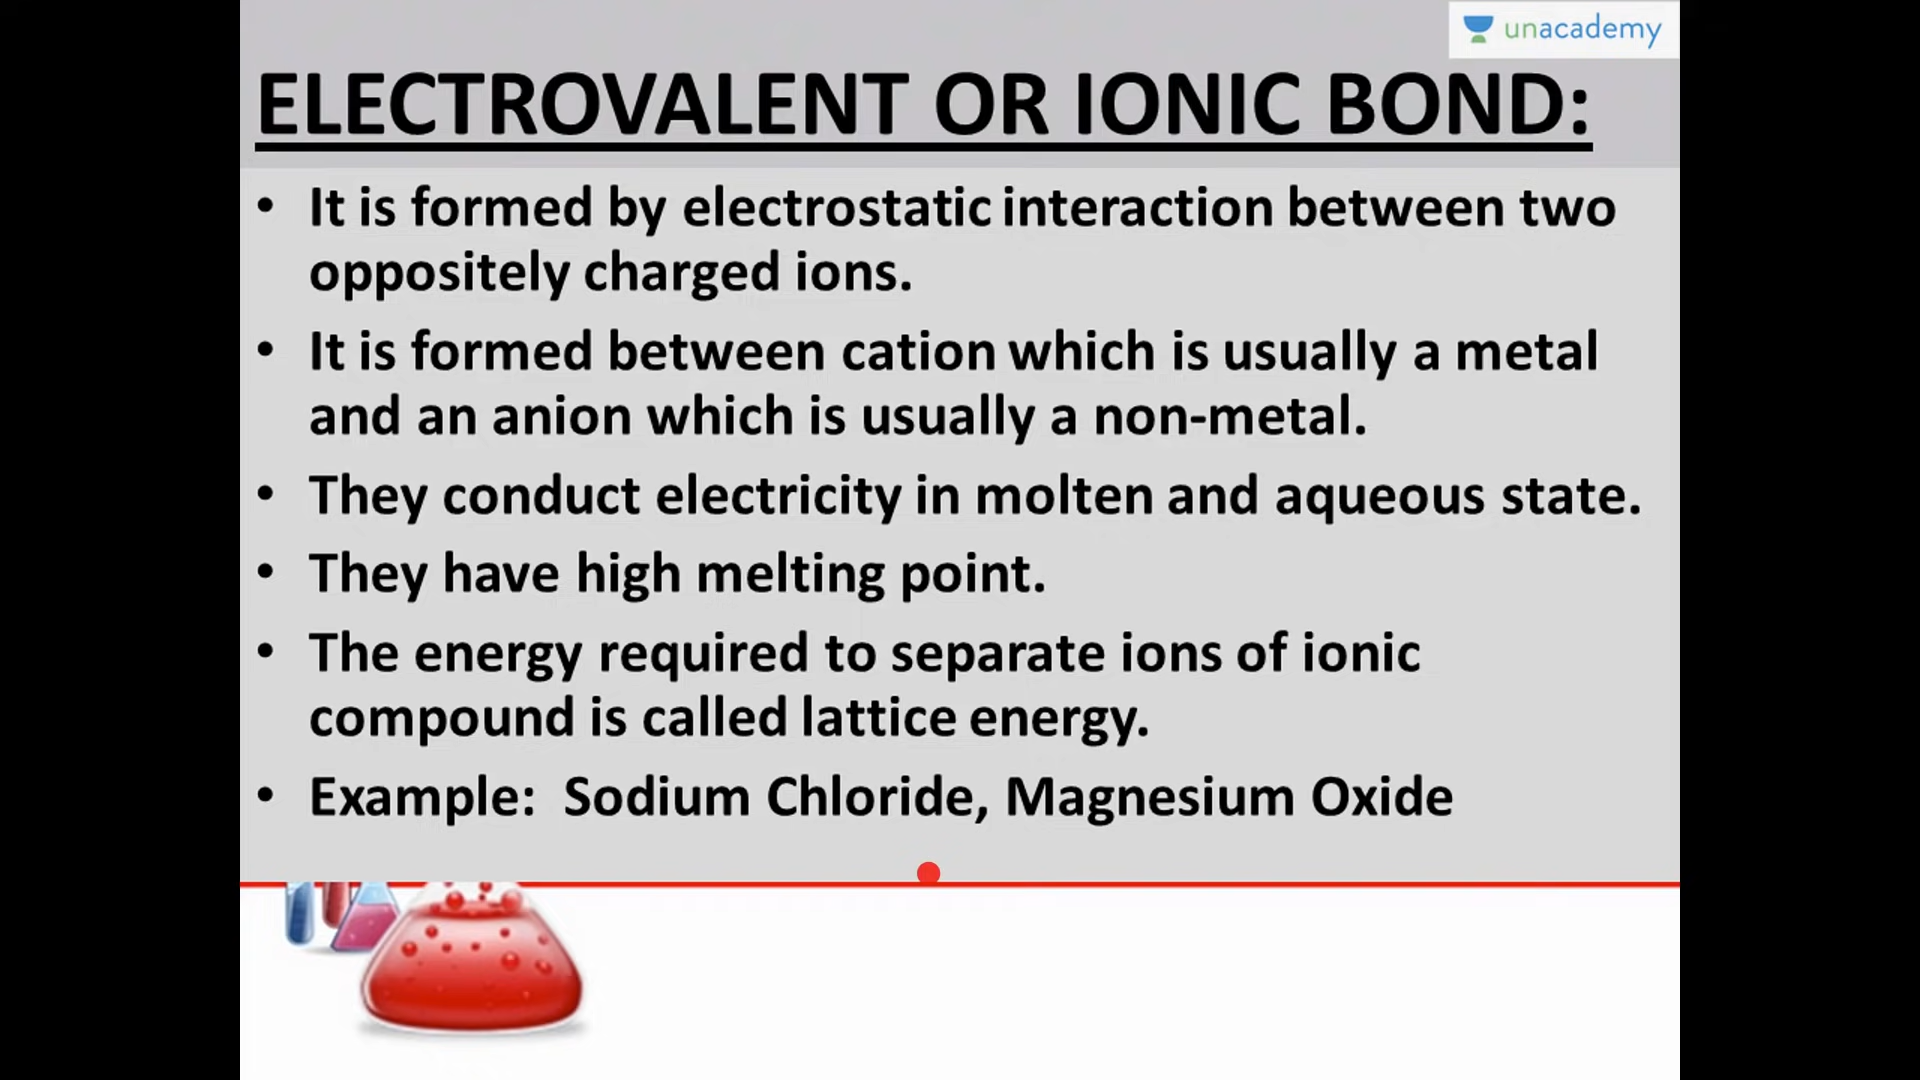 unacademy
ELECTROVALENT OR IONIC BOND:
• It is formed by electrostatic interaction between two
oppositely charged ions.
• It is formed between cation which is usually a metal
and an anion which is usually a non-metal.
• They conduct electricity in molten and aqueous state.
• They have high melting point.
• The energy required to separate ions of ionic
compound is called lattice energy.
• Example:  Sodium Chloride, Magnesium Oxide